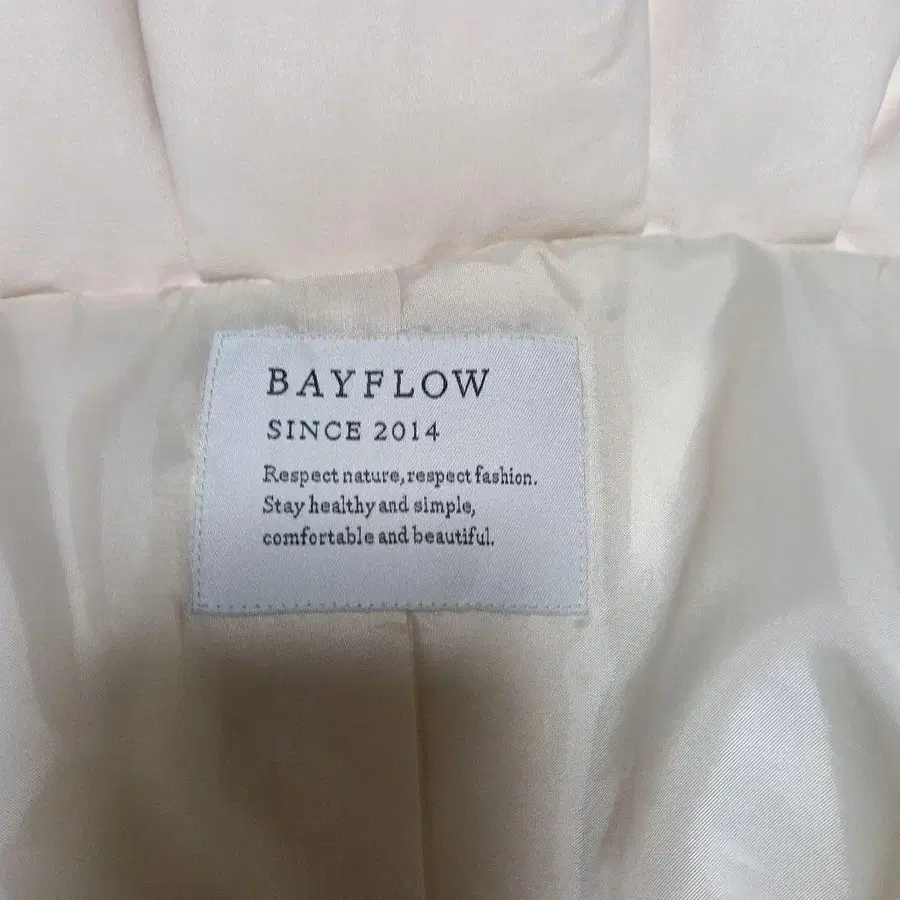 BAYFLOW
SINCE 2014
Respect nature, respect fashion.
Stay healthy and simple,
comfortable and beautiful.